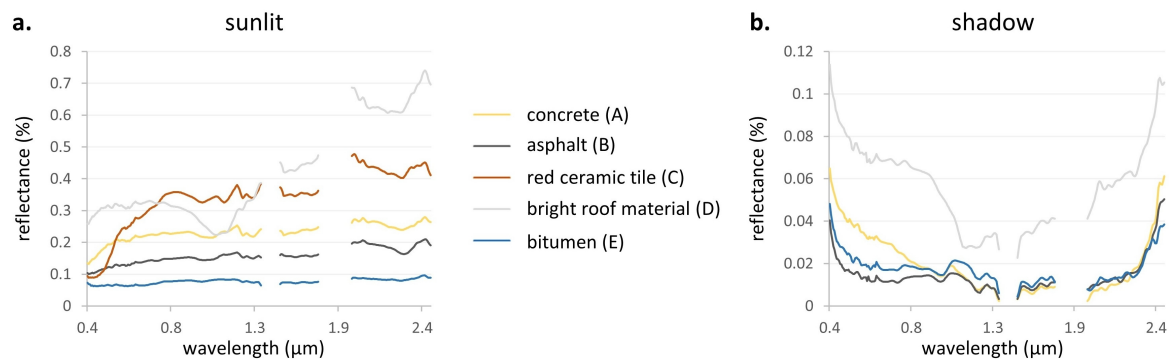 a.
sunlit
reflectance (%)
0.8
0.7
0.6
0.5
0.4
0.3
0.2
0.1
0
0.4 0.8 1.3 1.9 2.4
wavelength (μm)
concrete (A)
asphalt (B)
red ceramic tile (C)
bright roof material (D)
bitumen (E)
b.
shadow
reflectance (%)
0.12
0.1
0.08
0.06
0.04
0.02
0
0.4 0.8 1.3 1.9 2.4
wavelength (μm)